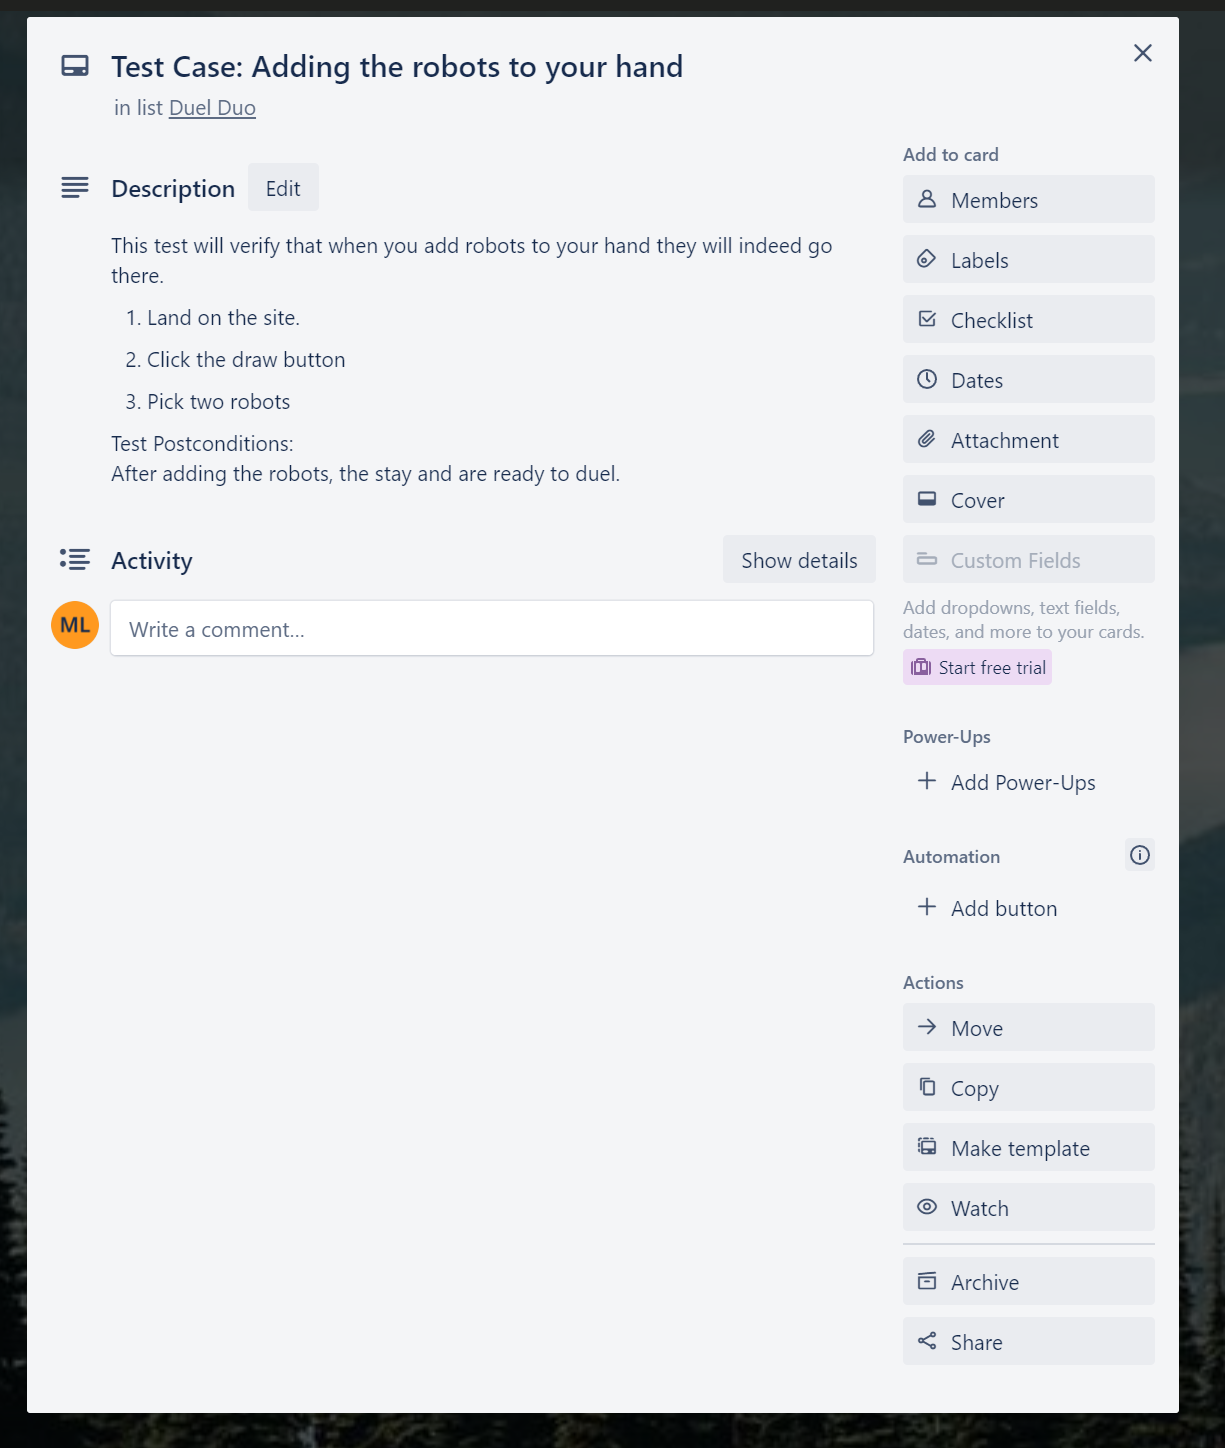 Test Case: Adding the robots to your hand
in list Duel Duo
Description
Edit
This test will verify that when you add robots to your hand they will indeed go
there.
1. Land on the site.
2. Click the draw button
3. Pick two robots
Test Postconditions:
After adding the robots, the stay and are ready to duel.
Activity
Show details
ML
Write a comment...
Add to card
Members
Labels
Checklist
Dates
Attachment
Cover
Custom Fields
Add dropdowns, text fields,
dates, and more to your cards.
Start free trial
Power-Ups
Add Power-Ups
Automation
Add button
Actions
Move
Copy
Make template
Watch
Archive
Share